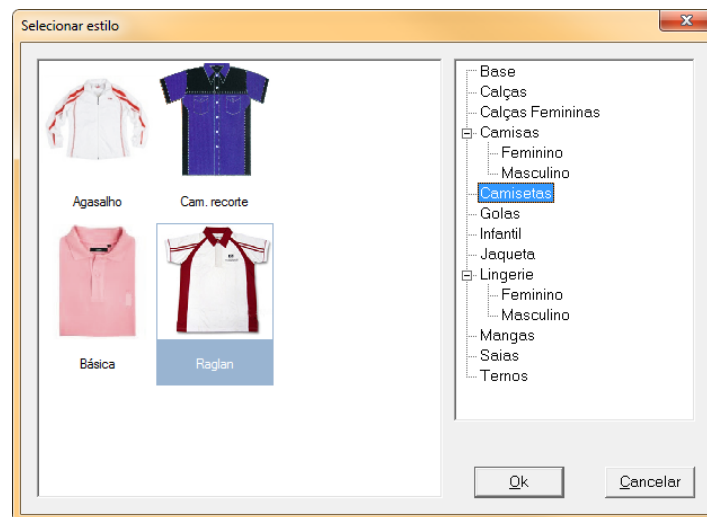 Selecionar estilo
Agasalho
Cam. recorte
Básica
Raglan
Base
Calças
Calças Femininas
Camisas
Feminino
Masculino
Camisetas
Golas
Infantil
Jaqueta
Lingerie
Feminino
Masculino
Mangas
Saias
Ternos
Ok
Cancelar